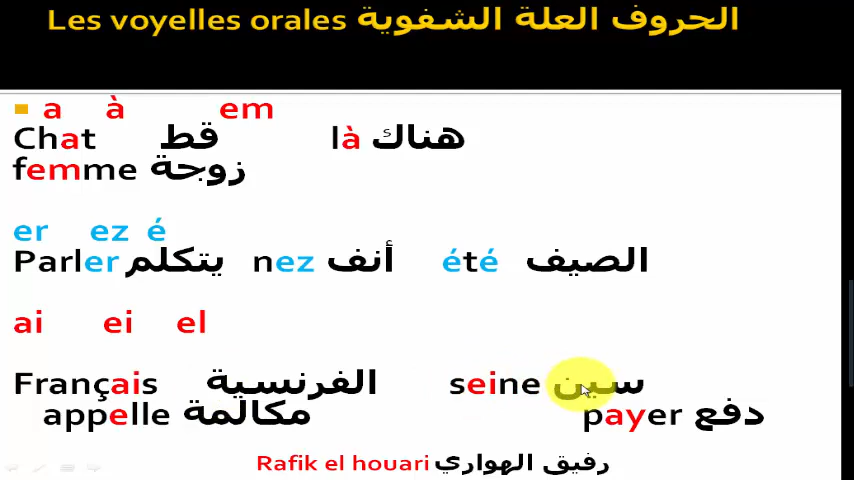 Les voyelles orales الحروف العلة الشفوية
a à em
Chat قط là هناك
femme زوجة
er ez é
Parler يتكلم nez أنف été الصيف
ai ei el
Français الفرنسية seine سين
appelle مكالمة payer دفع
Rafik el houari رفيق الهواري